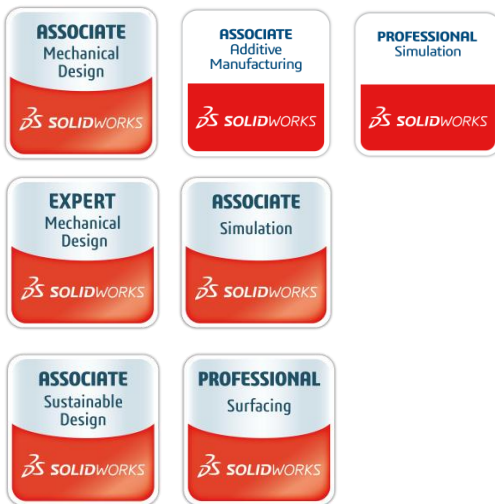 ASSOCIATE
Mechanical
Design
SOLIDWORKS
ASSOCIATE
Additive
Manufacturing
SOLIDWORKS
PROFESSIONAL
Simulation
SOLIDWORKS
EXPERT
Mechanical
Design
SOLIDWORKS
ASSOCIATE
Simulation
SOLIDWORKS
ASSOCIATE
Sustainable
Design
SOLIDWORKS
PROFESSIONAL
Surfacing
SOLIDWORKS